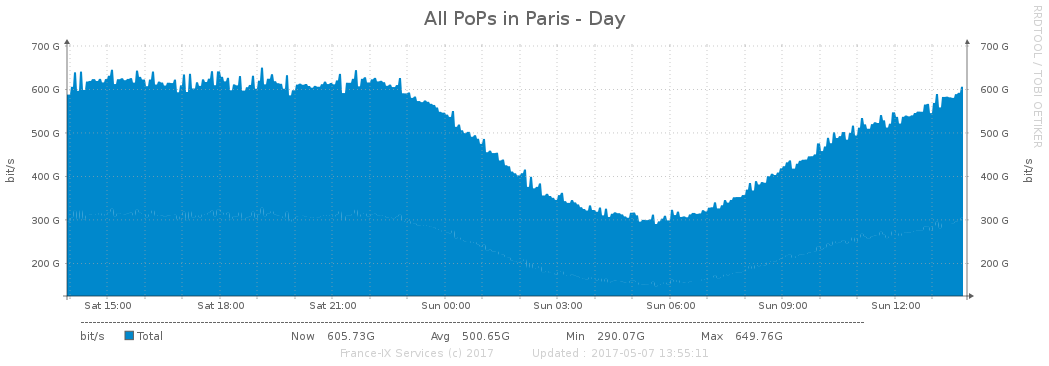 All PoPs in Paris - Day
RRDTOOL / TOBI OETIKER
700 G 700 G
600 G 600 G
500 G 500 G
400 G 400 G
300 G 300 G
200 G 200 G
bit/s bit/s
Sat 15:00 Sat 18:00 Sat 21:00 Sun 00:00 Sun 03:00 Sun 06:00 Sun 09:00 Sun 12:00
bit/s Total Now 605.73G Avg 500.65G Min 290.07G Max 649.76G
France-IX Services (c) 2017 Updated : 2017-05-07 13:55:11